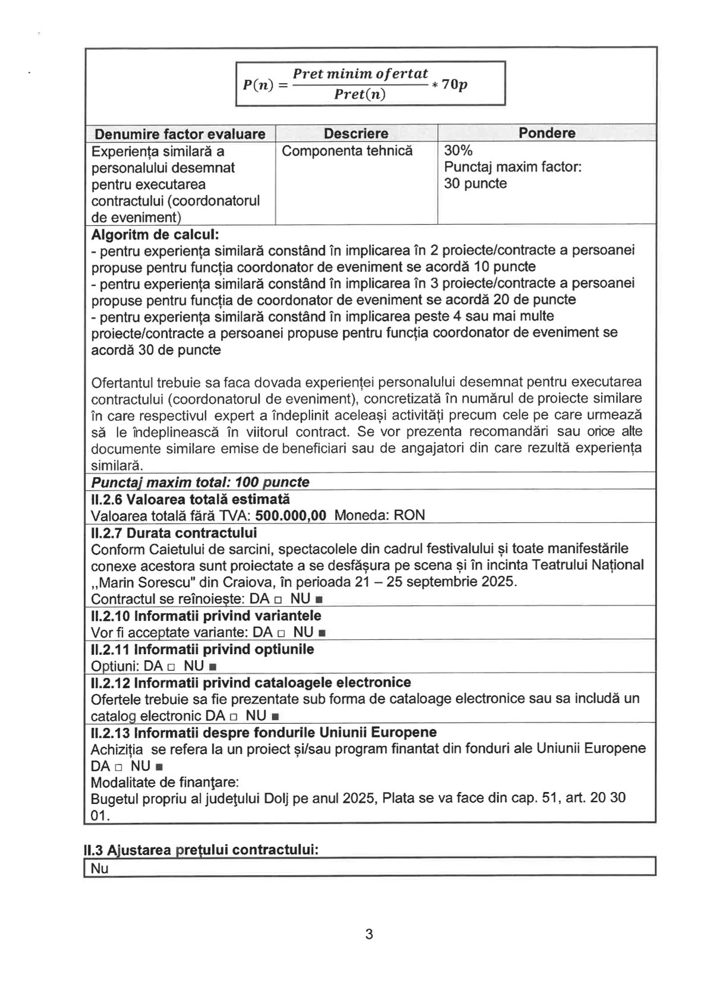 P(n) = Pret minim ofertat / Pret(n) * 70p
Denumire factor evaluare Descriere Pondere
Experiența similară a personalului desemnat pentru executarea contractului (coordonatorul de eveniment) Componenta tehnică 30% Punctaj maxim factor: 30 puncte
Algoritm de calcul:
- pentru experiența similară constând în implicarea în 2 proiecte/contracte a persoanei
propuse pentru funcția coordonator de eveniment se acordă 10 puncte
- pentru experiența similară constând în implicarea în 3 proiecte/contracte a persoanei
propuse pentru funcția de coordonator de eveniment se acordă 20 de puncte
- pentru experiența similară constând în implicarea peste 4 sau mai multe
proiecte/contracte a persoanei propuse pentru funcția coordonator de eveniment se
acordă 30 de puncte
Ofertantul trebuie sa faca dovada experienței personalului desemnat pentru executarea
contractului (coordonatorul de eveniment), concretizată în numărul de proiecte similare
în care respectivul expert a îndeplinit aceleași activități precum cele pe care urmează
să le îndeplinească în viitorul contract. Se vor prezenta recomandări sau orice alte
documente similare emise de beneficiari sau de angajatori din care rezultă experiența
similară.
Punctaj maxim total: 100 puncte
II.2.6 Valoarea totală estimată
Valoarea totală fără TVA: 500.000,00 Moneda: RON
II.2.7 Durata contractului
Conform Caietului de sarcini, spectacolele din cadrul festivalului și toate manifestările
conexe acestora sunt proiectate a se desfășura pe scena și în incinta Teatrului Național
,,Marin Sorescu" din Craiova, în perioada 21 – 25 septembrie 2025.
Contractul se reînoiește: DA □ NU ■
II.2.10 Informatii privind variantele
Vor fi acceptate variante: DA □ NU ■
II.2.11 Informatii privind optiunile
Optiuni: DA □ NU ■
II.2.12 Informatii privind cataloagele electronice
Ofertele trebuie sa fie prezentate sub forma de cataloage electronice sau sa includă un
catalog electronic DA □ NU ■
II.2.13 Informatii despre fondurile Uniunii Europene
Achiziția se refera la un proiect și/sau program finantat din fonduri ale Uniunii Europene
DA □ NU ■
Modalitate de finanţare:
Bugetul propriu al judeţului Dolj pe anul 2025, Plata se va face din cap. 51, art. 20 30
01.
II.3 Ajustarea prețului contractului:
Nu
3